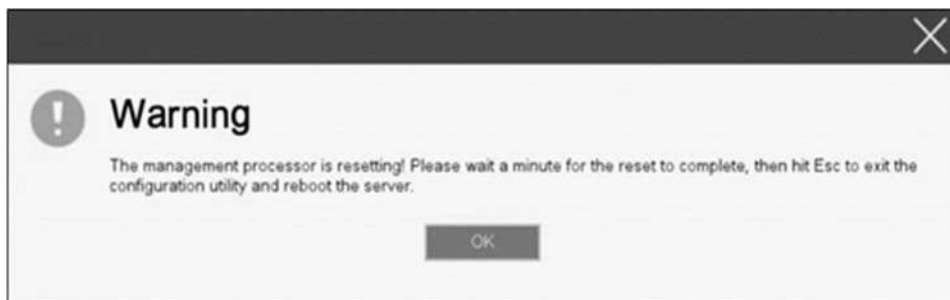 Warning
The management processor is resetting! Please wait a minute for the reset to complete, then hit Esc to exit the
configuration utility and reboot the server.
OK